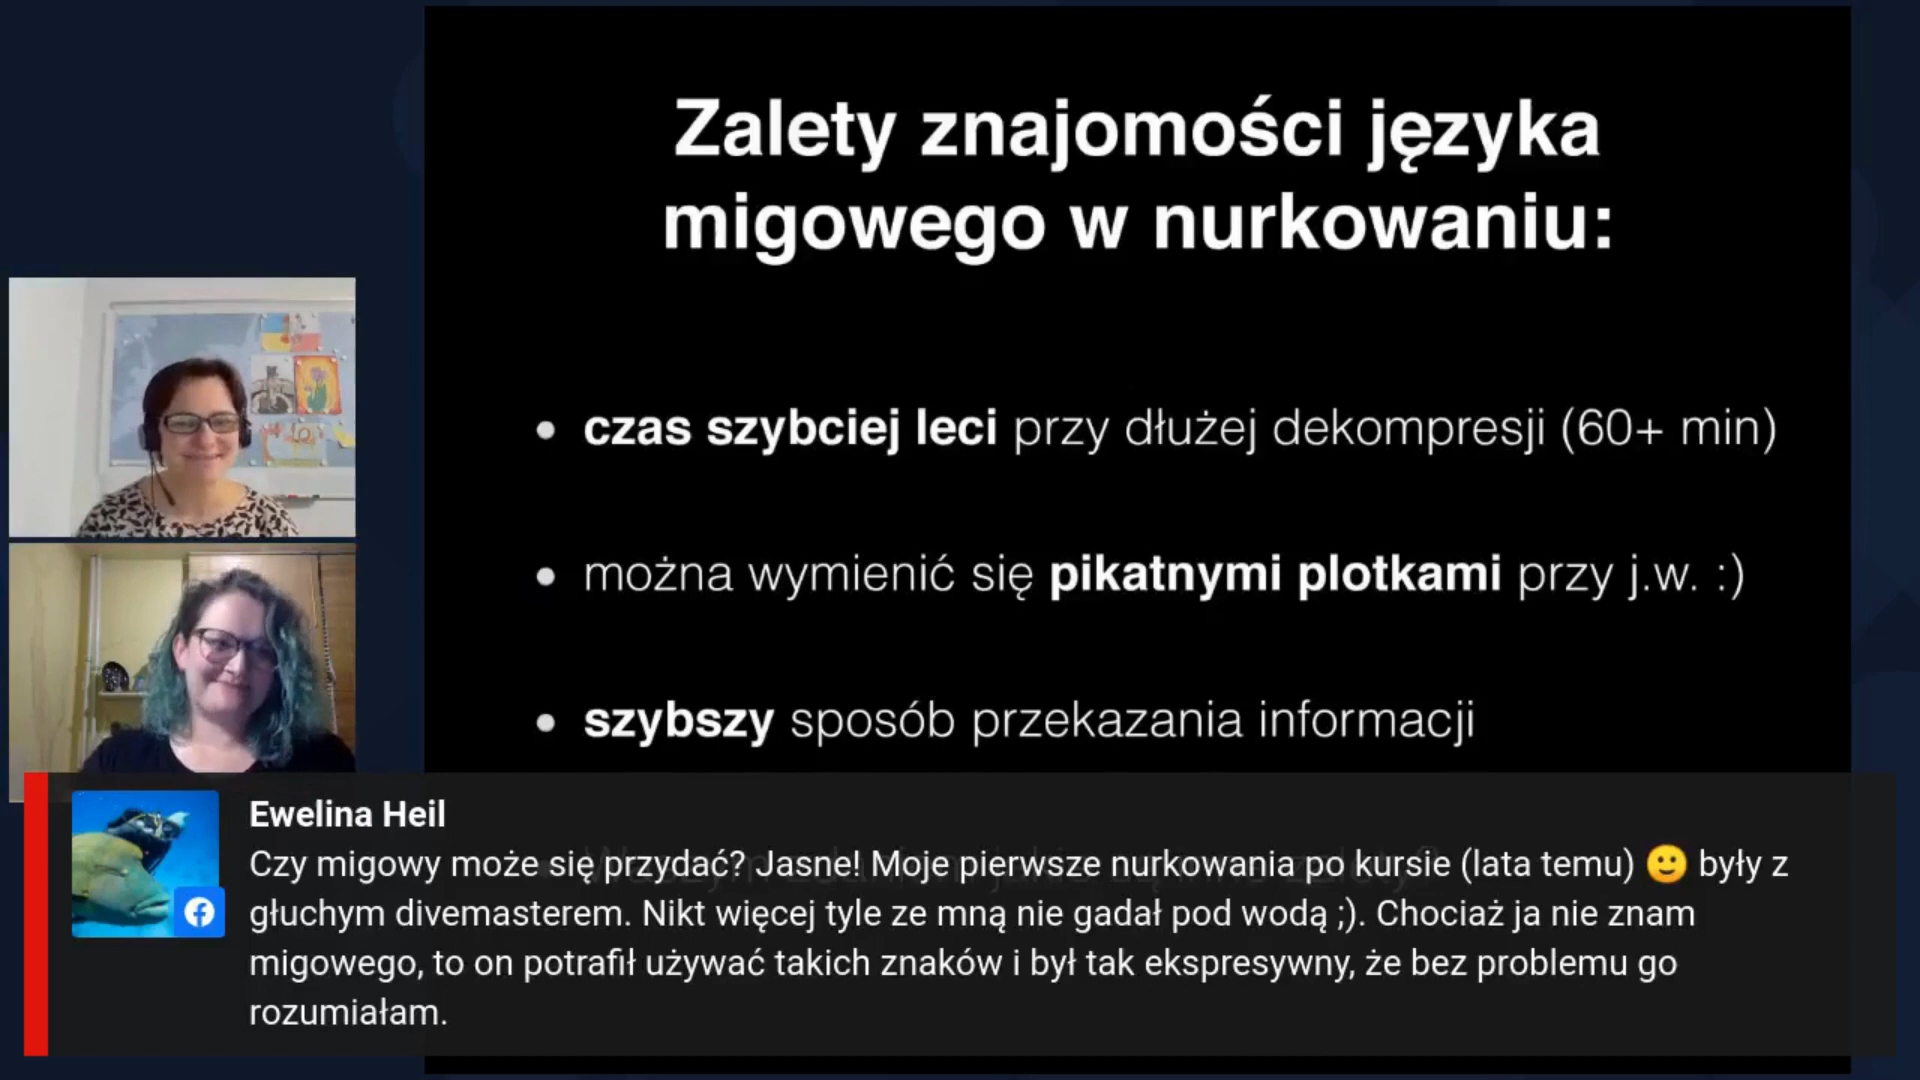 Zalety znajomości języka
migowego w nurkowaniu:
• czas szybciej leci przy dłużej dekompresji (60+ min)
• można wymienić się pikatnymi plotkami przy j.w. :)
• szybszy sposób przekazania informacji
Ewelina Heil
Czy migowy może się przydać? Jasne! Moje pierwsze nurkowania po kursie (lata temu) 🙂 były z
głuchym divemasterem. Nikt więcej tyle ze mną nie gadał pod wodą ;). Chociaż ja nie znam
migowego, to on potrafił używać takich znaków i był tak ekspresywny, że bez problemu go
rozumiałam.